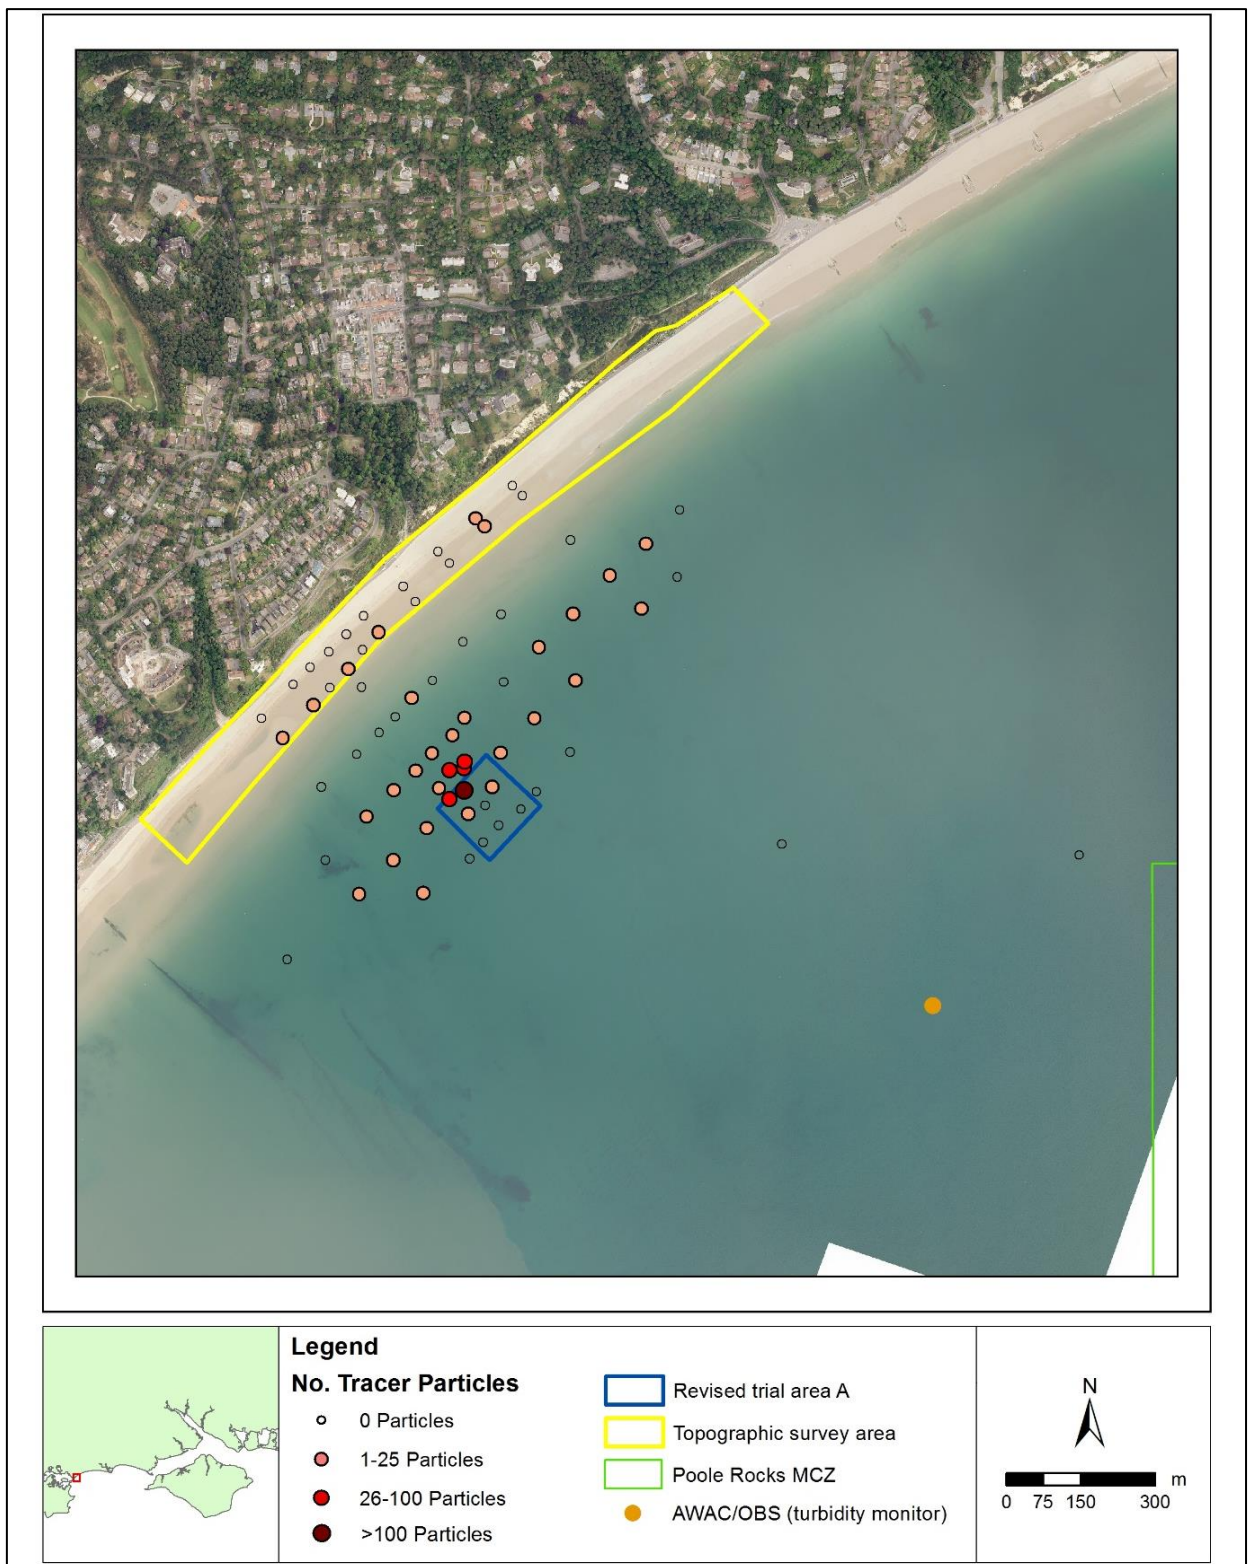 Legend
No. Tracer Particles
0 Particles
1-25 Particles
26-100 Particles
>100 Particles
Revised trial area A
Topographic survey area
Poole Rocks MCZ
AWAC/OBS (turbidity monitor)
N
m
0 75 150 300